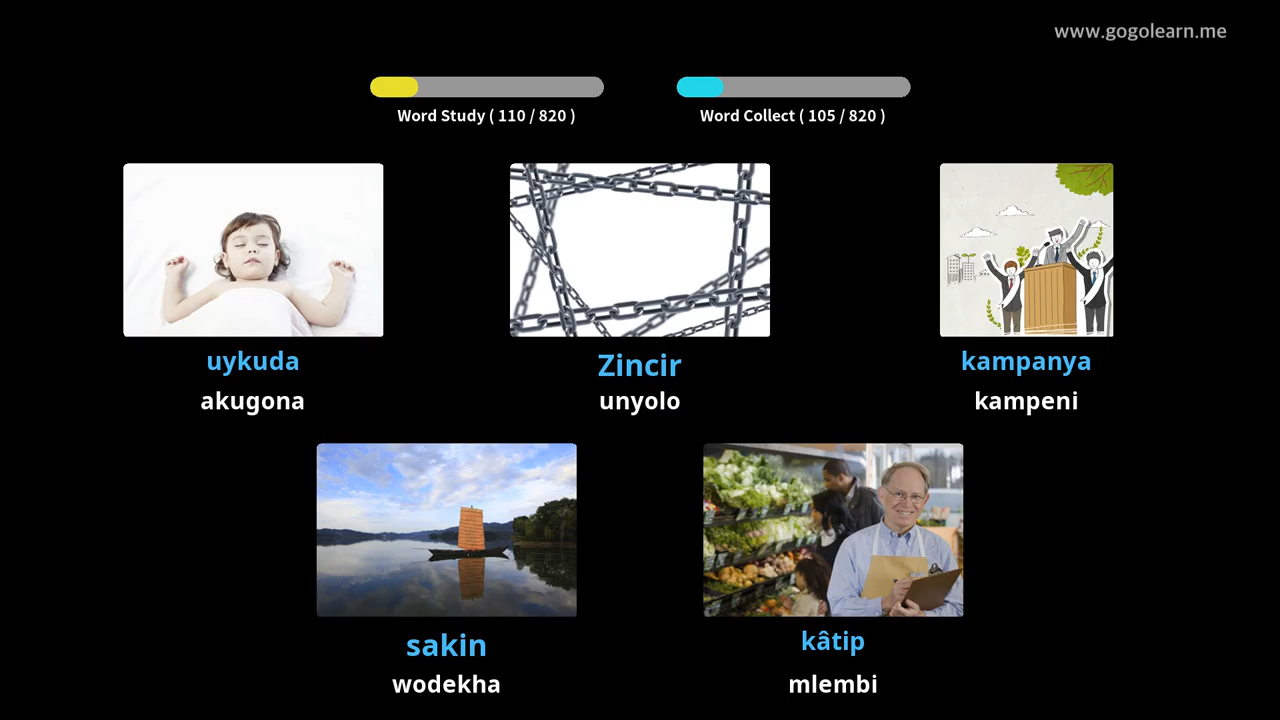 www.gogolearn.me
Word Study ( 110 / 820 )
Word Collect ( 105 / 820 )
uykuda
akugona
Zincir
unyolo
kampanya
kampeni
sakin
wodekha
kâtip
mlembi